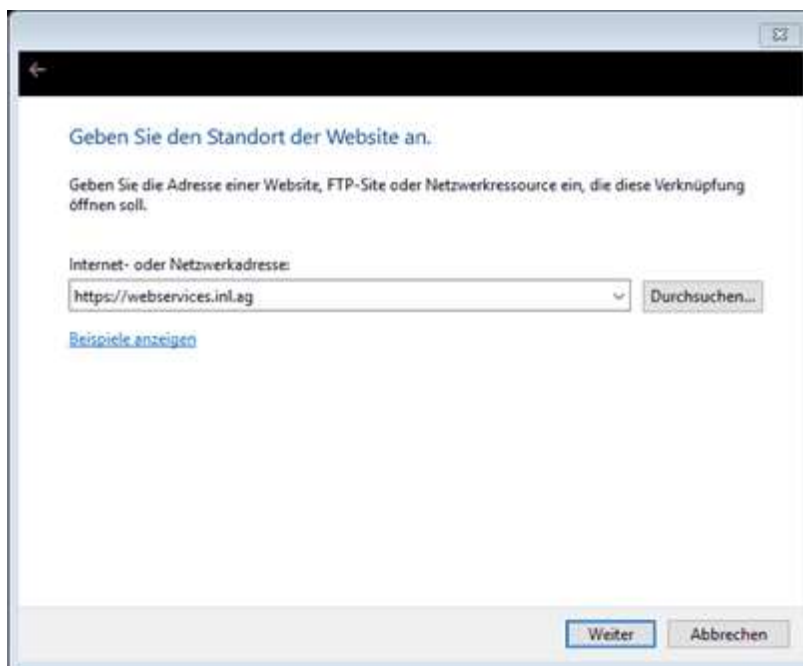 Geben Sie den Standort der Website an.
Geben Sie die Adresse einer Website, FTP-Site oder Netzwerkressource ein, die diese Verknüpfung
öffnen soll.
Internet- oder Netzwerkadresse:
https://webservices.inl.ag
Durchsuchen...
Beispiele anzeigen
Weiter
Abbrechen